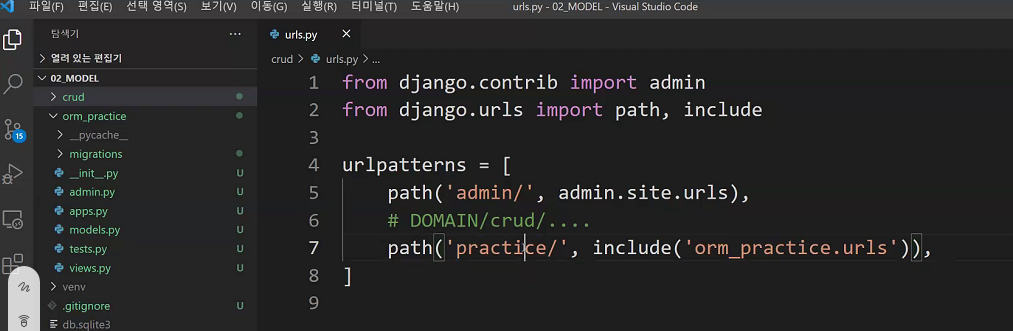 파일(F) 편집(E) 선택 영역(S) 보기(V) 이동(G) 실행(R) 터미널(T) 도움말(H) urls.py - 02_MODEL - Visual Studio Code
탐색기 ...
열려 있는 편집기
02_MODEL
crud
orm_practice
__pycache__
migrations
__init__.py U
admin.py U
apps.py U
models.py U
tests.py U
views.py U
venv
.gitignore U
db.sqlite3
15
urls.py
crud > urls.py > ...
1 from django.contrib import admin
2 from django.urls import path, include
3
4 urlpatterns = [
5 path('admin/', admin.site.urls),
6 # DOMAIN/crud/....
7 path('practice/', include('orm_practice.urls')),
8 ]
9